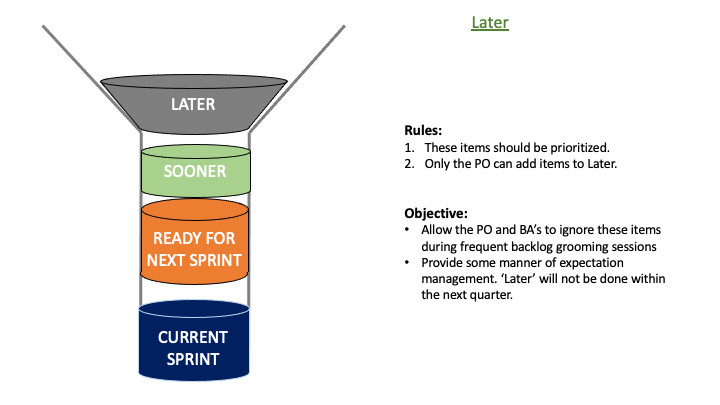 Later
LATER
SOONER
READY FOR
NEXT SPRINT
CURRENT
SPRINT
Rules:
1. These items should be prioritized.
2. Only the PO can add items to Later.
Objective:
• Allow the PO and BA's to ignore these items
during frequent backlog grooming sessions
• Provide some manner of expectation
management. 'Later' will not be done within
the next quarter.